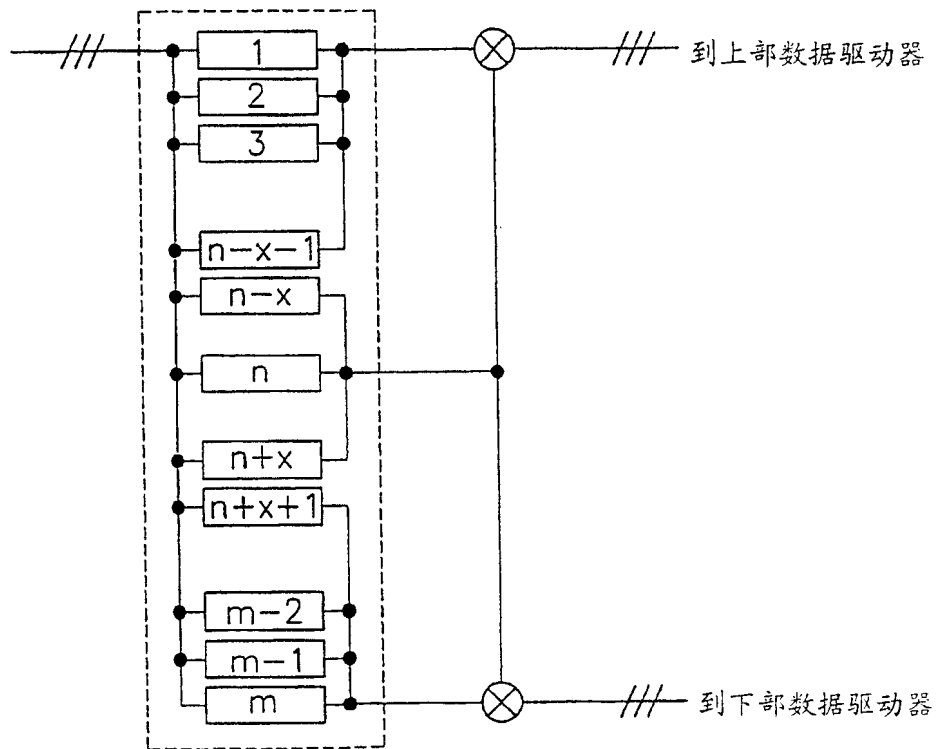 1
到上部数据驱动器
2
3
n-x-1
n-x
n
n+x
n+x+1
m-2
m-1
m
到下部数据驱动器